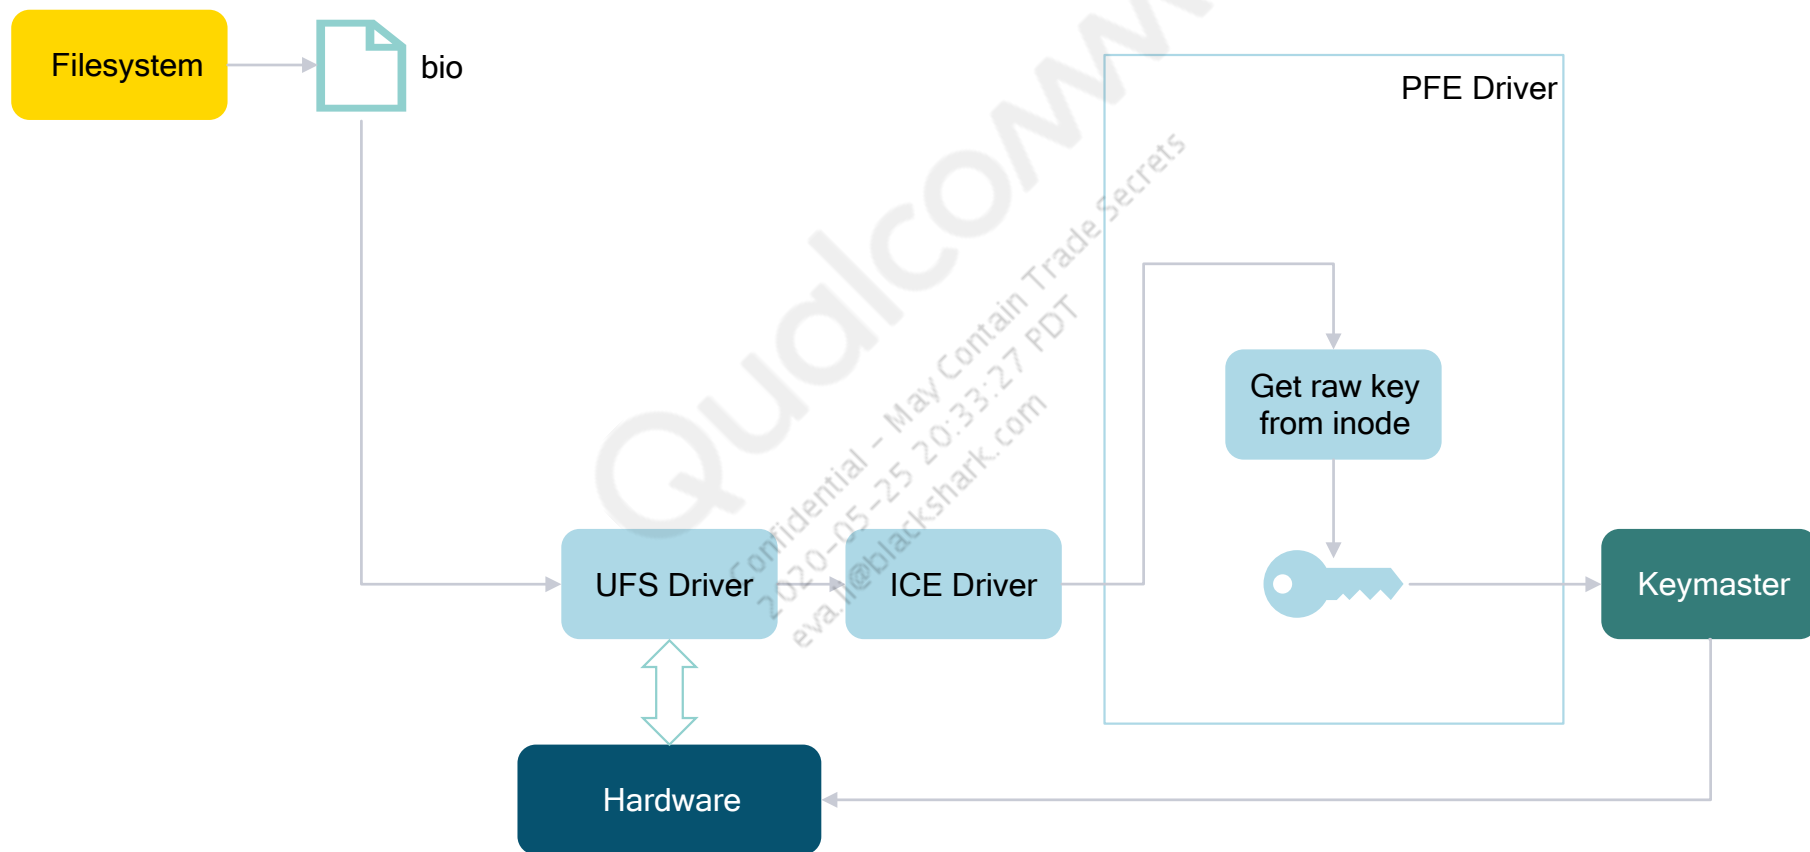 Filesystem
bio
PFE Driver
Get raw key
from inode
UFS Driver
ICE Driver
Keymaster
Hardware
Qualcomm
Confidential – May Contain Trade Secrets
2020-05-25 20:33:27 PDT
eva.li@blackshark.com